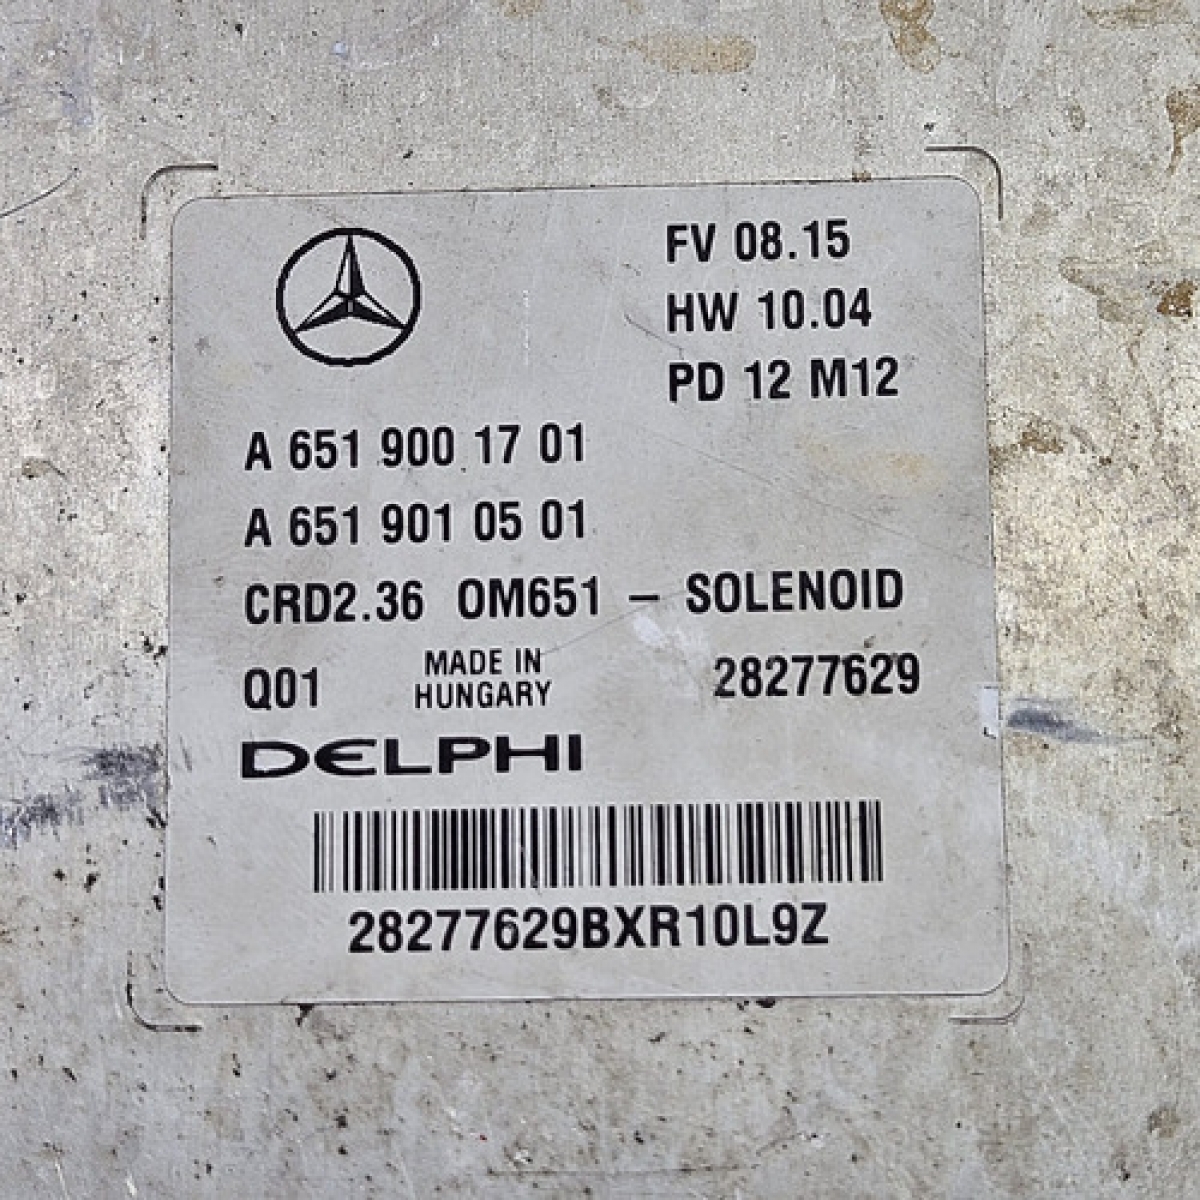 FV 08.15
HW 10.04
PD 12 M12
A 651 900 17 01
A 651 901 05 01
CRD2.36 OM651 – SOLENOID
Q01 MADE IN HUNGARY 28277629
DELPHI
28277629BXR10L9Z